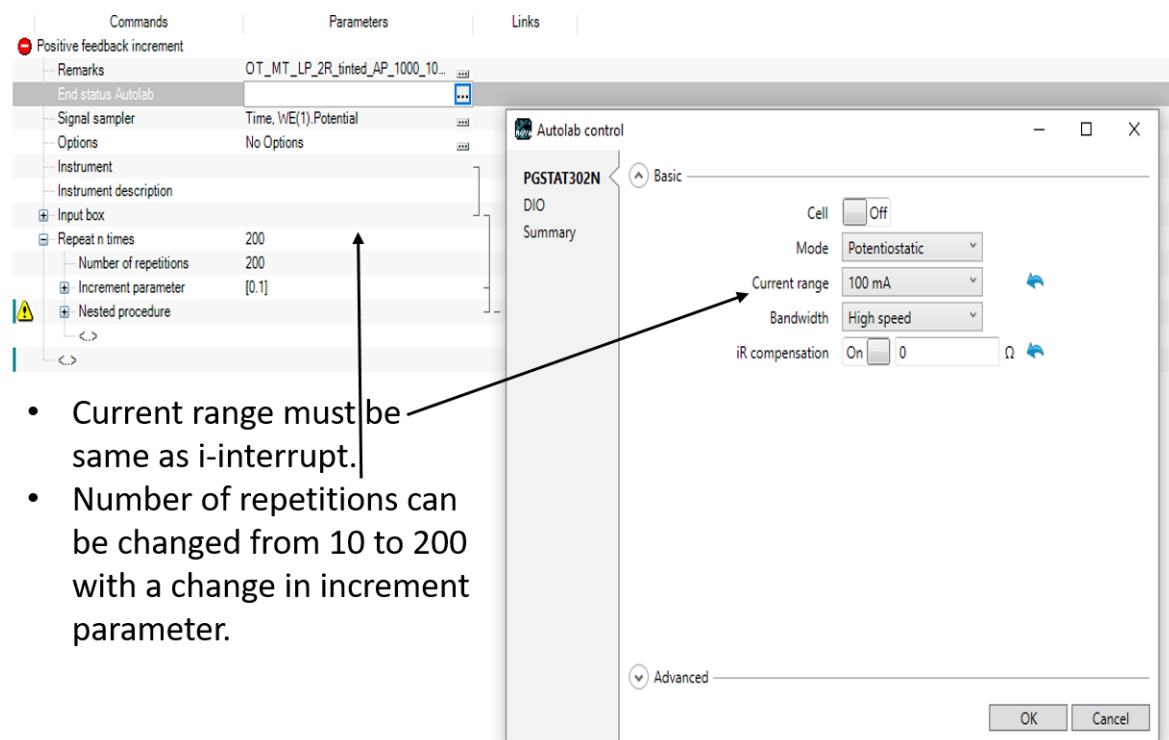 Commands Parameters Links
Positive feedback increment
Remarks OT_MT_LP_2R_tinted_AP_1000_10... ...
End status Autolab ...
Signal sampler Time, WE(1).Potential ...
Options No Options ...
Instrument
Instrument description
Input box
Repeat n times 200
Number of repetitions 200
Increment parameter [0.1]
Nested procedure
<..>
<..>
• Current range must be
same as i-interrupt.
• Number of repetitions can
be changed from 10 to 200
with a change in increment
parameter.
Autolab control
PGSTAT302N
DIO
Summary
Basic
Cell Off
Mode Potentiostatic
Current range 100 mA
Bandwidth High speed
iR compensation On 0 Ω
Advanced
OK Cancel